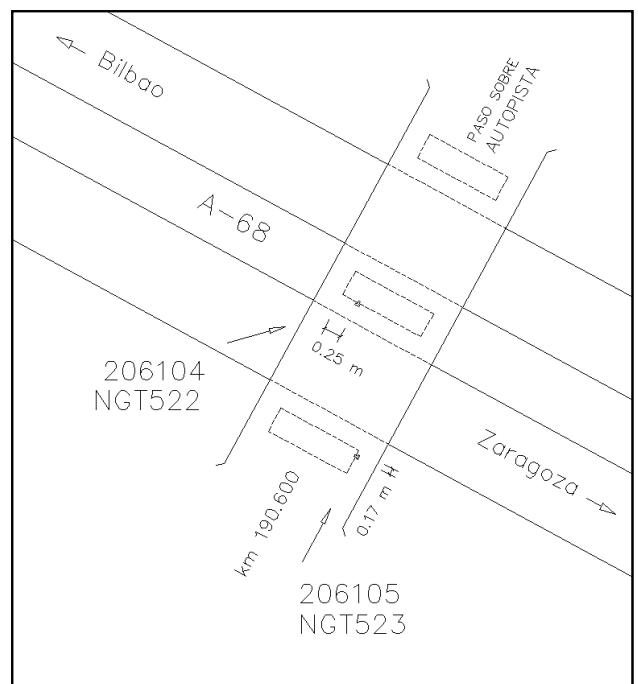 Bilbao
PASO SOBRE
AUTOPISTA
A-68
0.25 m
206104
NGT522
Zaragoza
0.17 m
km 190.600
206105
NGT523